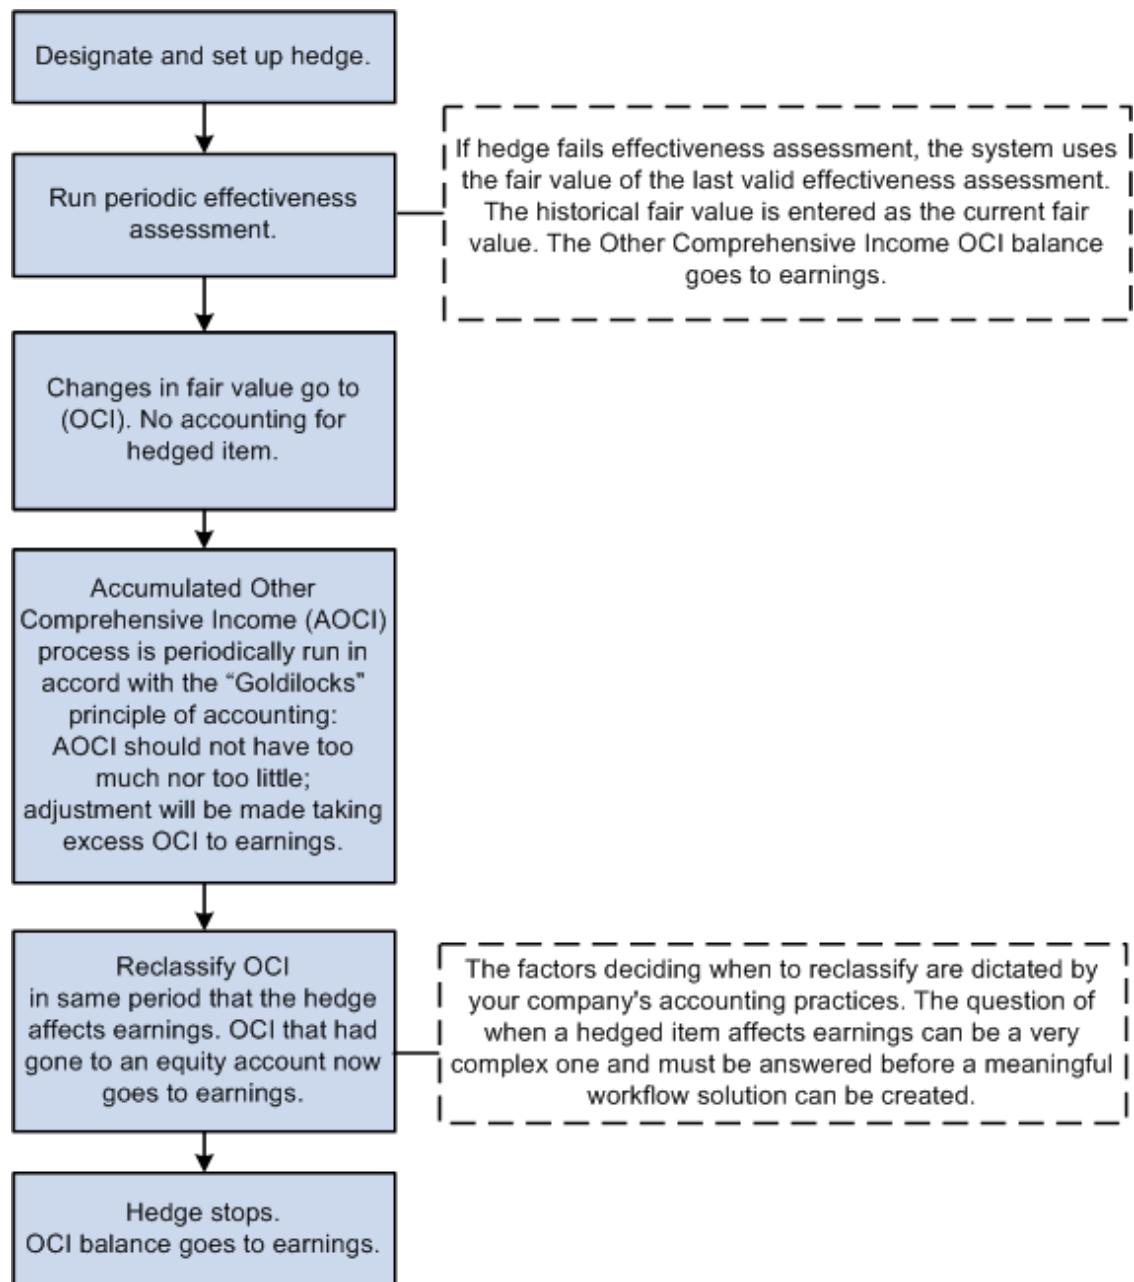 Designate and set up hedge.
Run periodic effectiveness
assessment.
If hedge fails effectiveness assessment, the system uses
the fair value of the last valid effectiveness assessment.
The historical fair value is entered as the current fair
value. The Other Comprehensive Income OCI balance
goes to earnings.
Changes in fair value go to
(OCI). No accounting for
hedged item.
Accumulated Other
Comprehensive Income (AOCI)
process is periodically run in
accord with the “Goldilocks”
principle of accounting:
AOCI should not have too
much nor too little;
adjustment will be made taking
excess OCI to earnings.
Reclassify OCI
in same period that the hedge
affects earnings. OCI that had
gone to an equity account now
goes to earnings.
The factors deciding when to reclassify are dictated by
your company's accounting practices. The question of
when a hedged item affects earnings can be a very
complex one and must be answered before a meaningful
workflow solution can be created.
Hedge stops.
OCI balance goes to earnings.